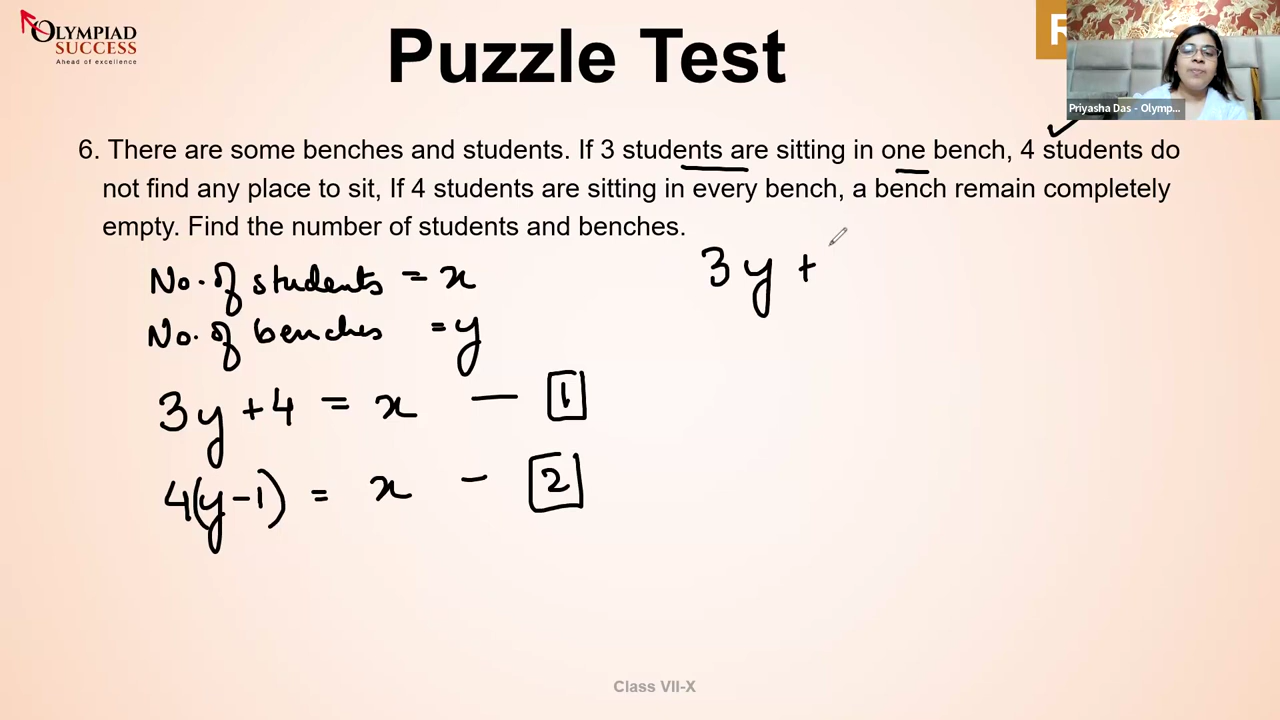 OLYMPIAD
SUCCESS
Ahead of excellence
Puzzle Test
R
Priyasha Das - Olymp...
6. There are some benches and students. If 3 students are sitting in one bench, 4 students do
not find any place to sit, If 4 students are sitting in every bench, a bench remain completely
empty. Find the number of students and benches.
No. of students = x
No. of benches = y
3y + 4 = x — 1
4(y-1) = x - 2
3y +
Class VII-X